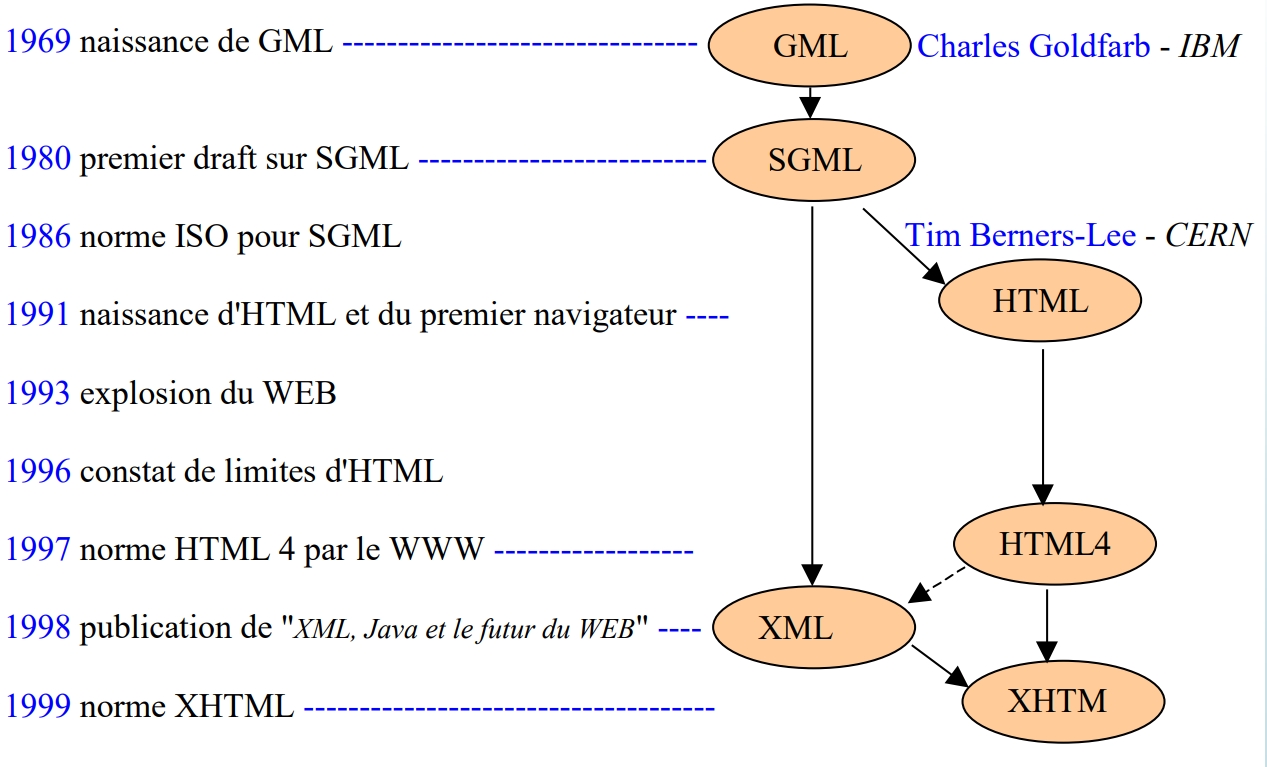 1969 naissance de GML -------------------------------- GML Charles Goldfarb - IBM
1980 premier draft sur SGML -------------------------- SGML
1986 norme ISO pour SGML Tim Berners-Lee - CERN
HTML
1991 naissance d'HTML et du premier navigateur ----
1993 explosion du WEB
1996 constat de limites d'HTML
1997 norme HTML 4 par le WWW ------------------ HTML4
1998 publication de "XML, Java et le futur du WEB" ---- XML
1999 norme XHTML ------------------------------------- XHTM